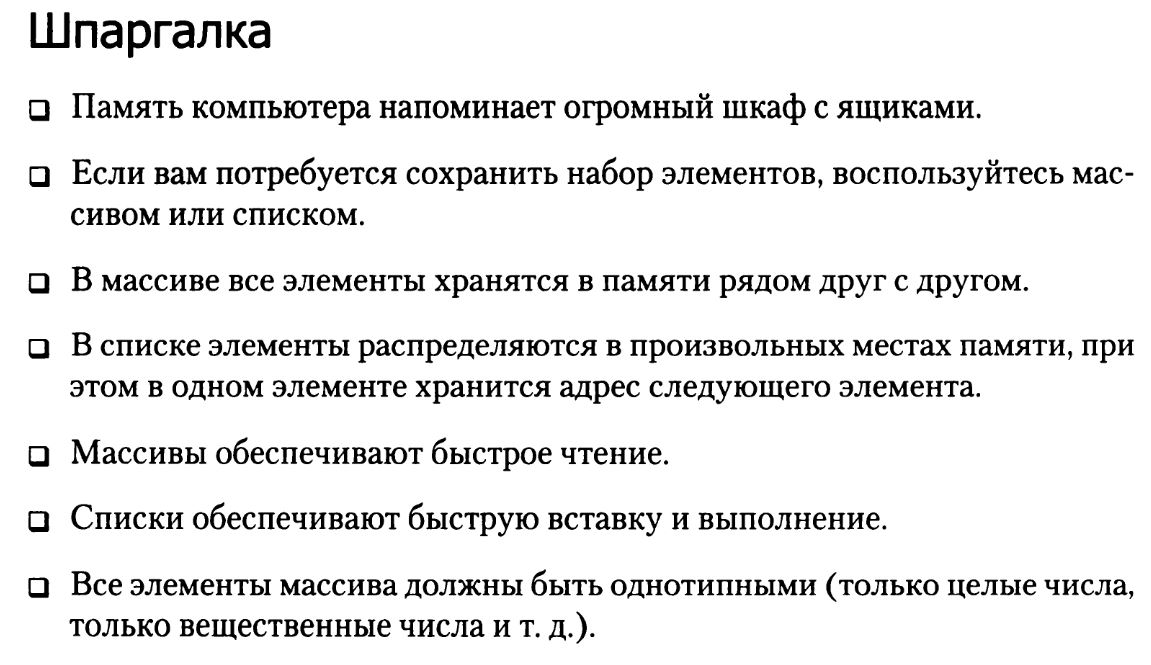 Шпаргалка
Память компьютера напоминает огромный шкаф с ящиками.
Если вам потребуется сохранить набор элементов, воспользуйтесь мас-
сивом или списком.
В массиве все элементы хранятся в памяти рядом друг с другом.
В списке элементы распределяются в произвольных местах памяти, при
этом в одном элементе хранится адрес следующего элемента.
Массивы обеспечивают быстрое чтение.
Списки обеспечивают быструю вставку и выполнение.
Все элементы массива должны быть однотипными (только целые числа,
только вещественные числа и т. д.).